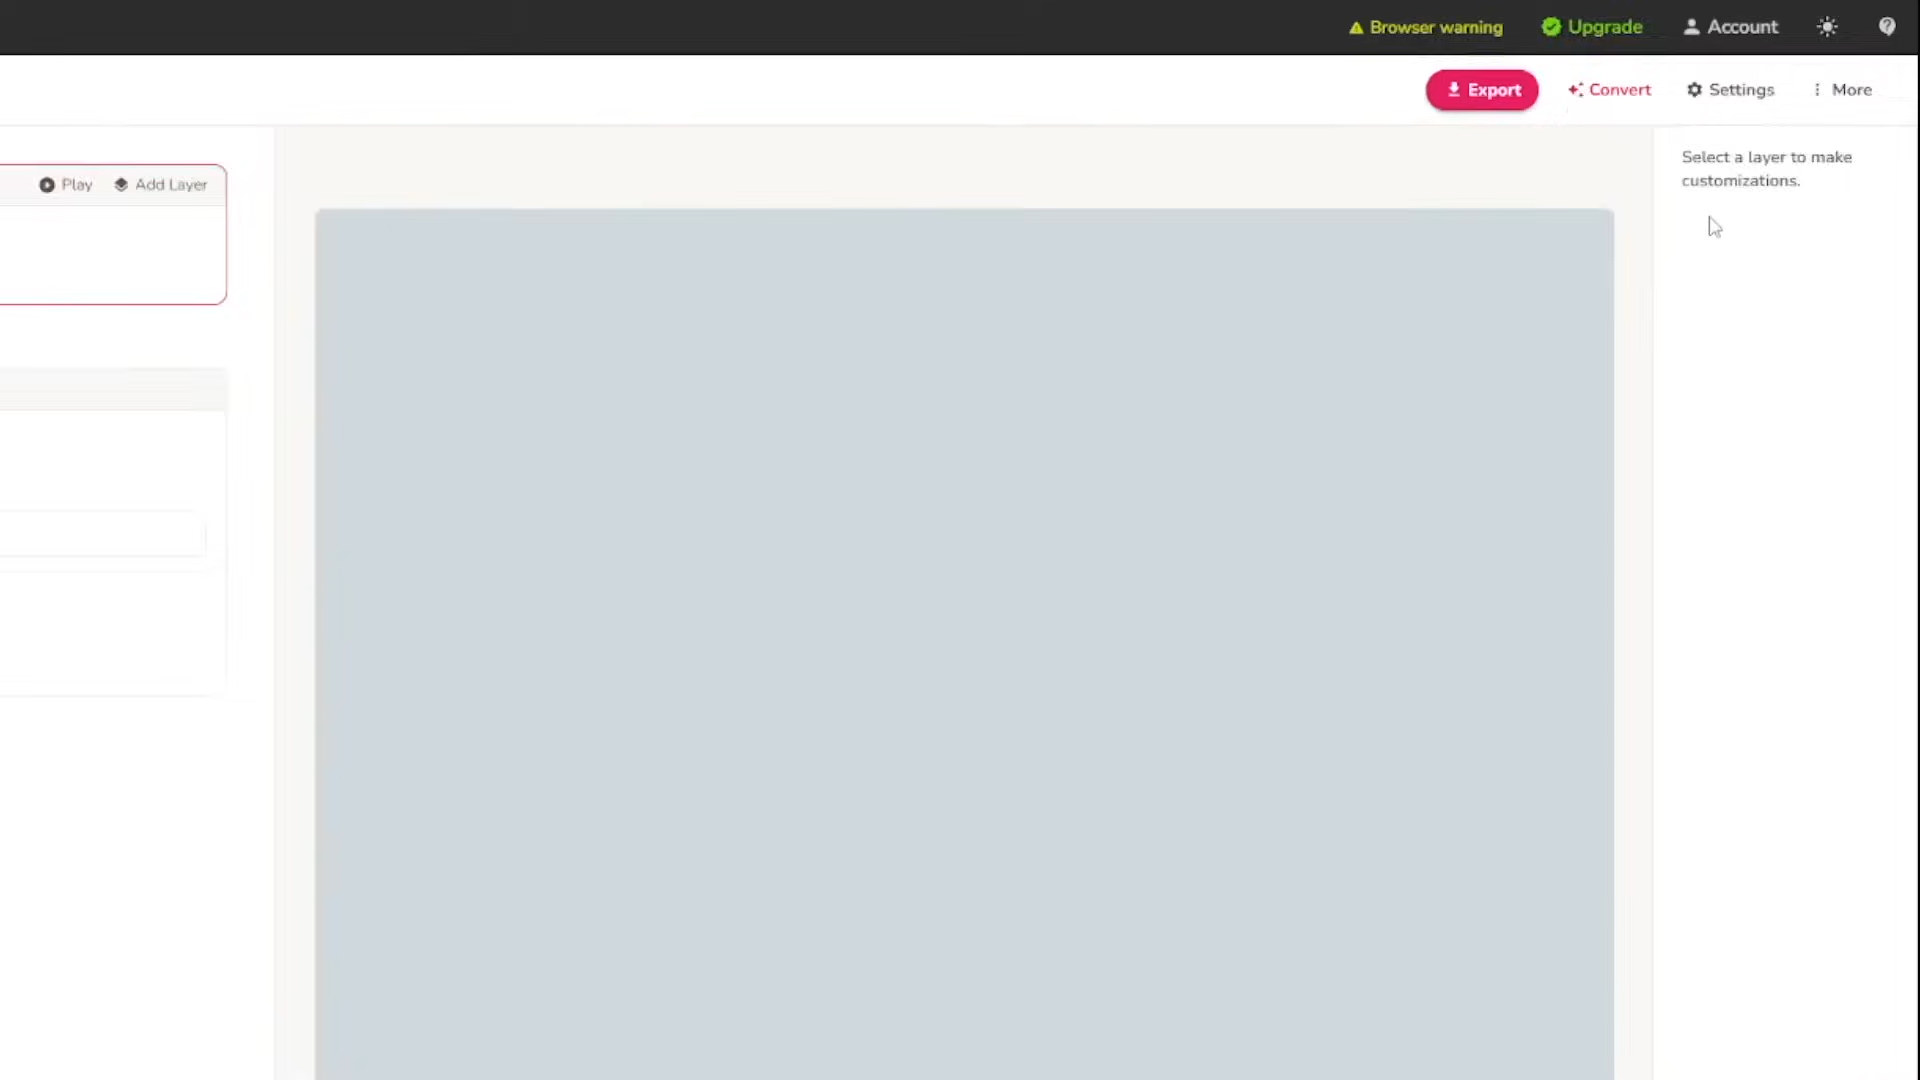 Browser warning
Upgrade
Account
Export
Convert
Settings
More
Play
Add Layer
Select a layer to make
customizations.